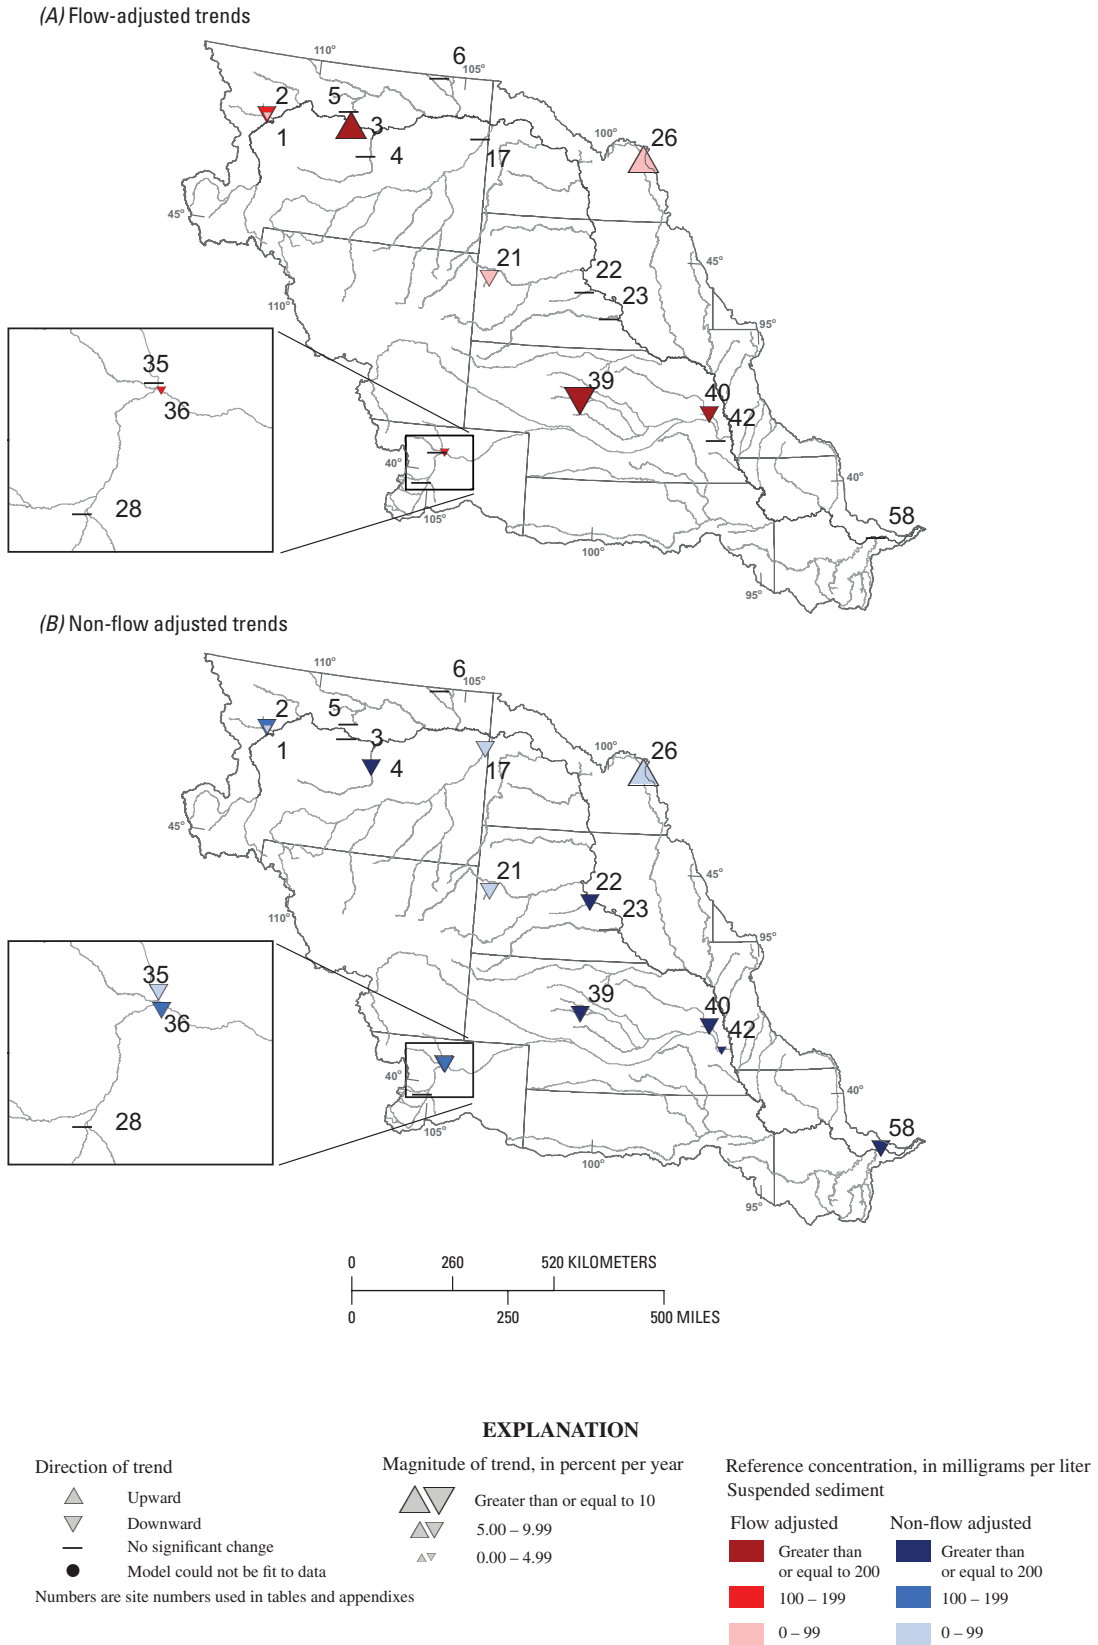 (A) Flow-adjusted trends
110°
6
105°
2
5
3
1
4
17
100°
26
45°
21
22
23
45°
110°
95°
35
36
28
39
40
42
40°
105°
40°
100°
58
95°
(B) Non-flow adjusted trends
110°
6
105°
2
5
3
1
4
17
100°
26
45°
21
22
23
45°
110°
95°
35
36
28
39
40
42
40°
105°
40°
100°
58
95°
0 260 520 KILOMETERS
0 250 500 MILES
EXPLANATION
Direction of trend
Upward
Downward
No significant change
Model could not be fit to data
Numbers are site numbers used in tables and appendixes
Magnitude of trend, in percent per year
Greater than or equal to 10
5.00 – 9.99
0.00 – 4.99
Reference concentration, in milligrams per liter
Suspended sediment
Flow adjusted
Greater than
or equal to 200
100 – 199
0 – 99
Non-flow adjusted
Greater than
or equal to 200
100 – 199
0 – 99